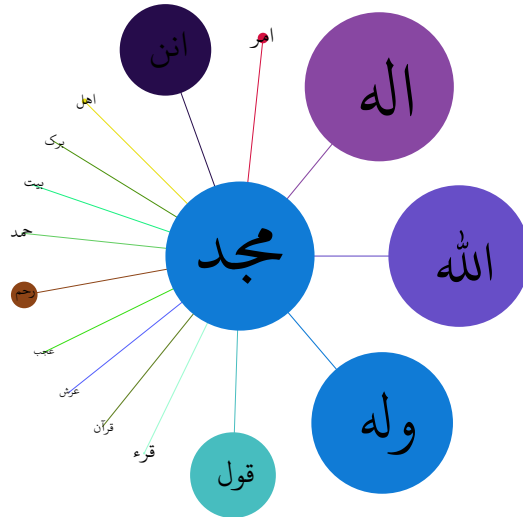 امر
اله
انن
اهل
برک
بيت
الله
حمد
مجد
رحم
عجب
عرش
وله
قرآن
قرء
قول